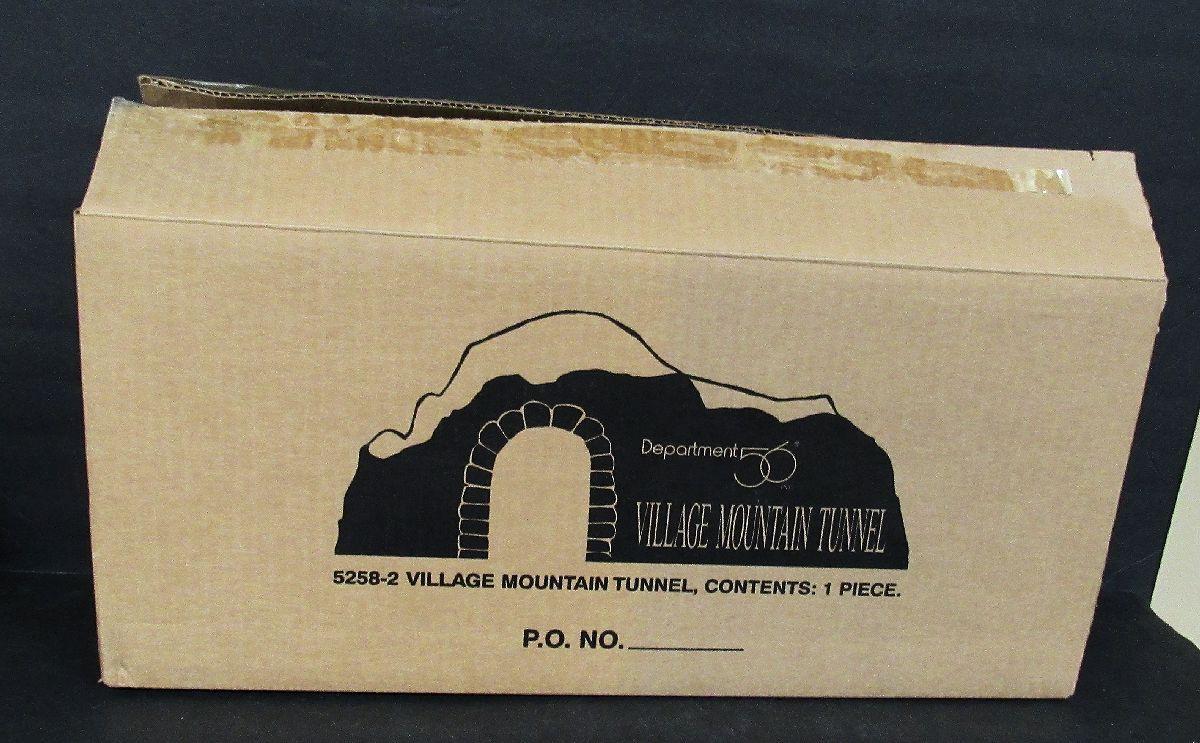 Department 56®
VILLAGE MOUNTAIN TUNNEL
5258-2 VILLAGE MOUNTAIN TUNNEL, CONTENTS: 1 PIECE.
P.O. NO.